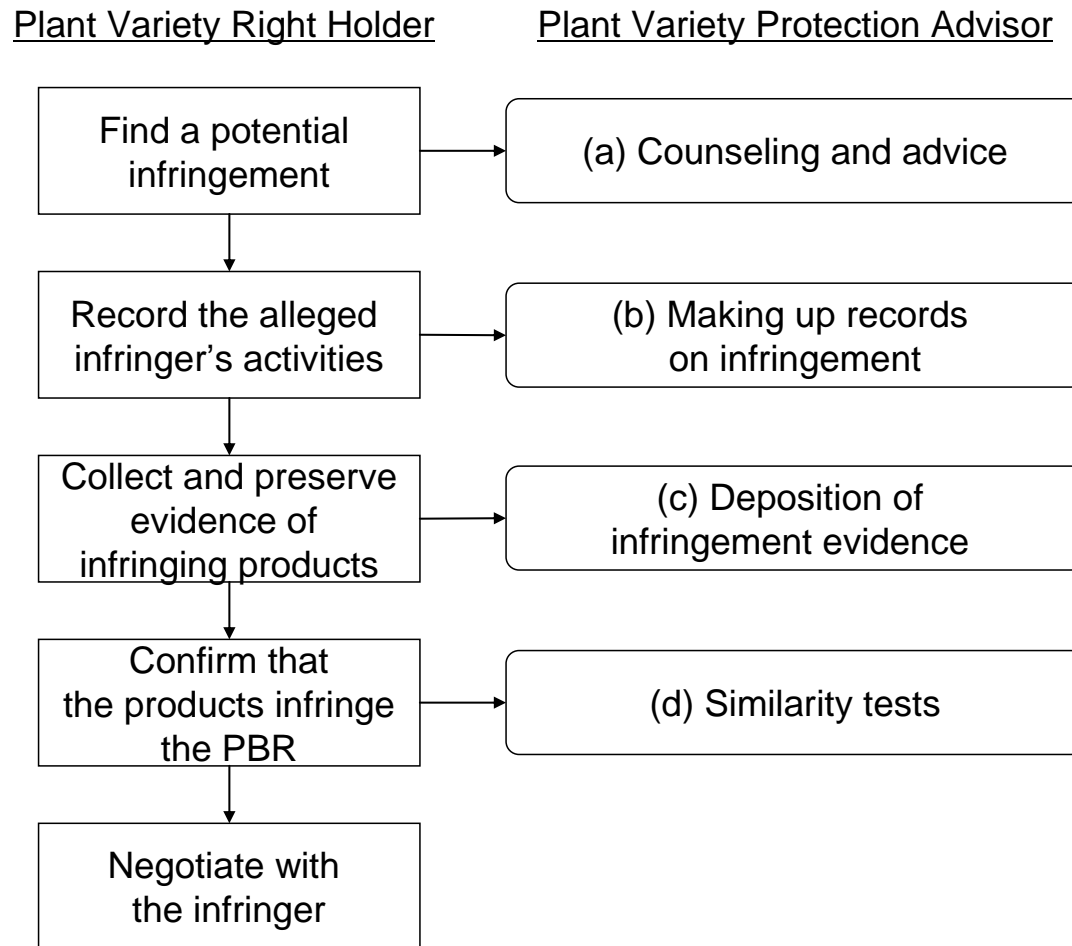 Plant Variety Right Holder
Plant Variety Protection Advisor
Find a potential
infringement
(a) Counseling and advice
Record the alleged
infringer’s activities
(b) Making up records
on infringement
Collect and preserve
evidence of
infringing products
(c) Deposition of
infringement evidence
Confirm that
the products infringe
the PBR
(d) Similarity tests
Negotiate with
the infringer